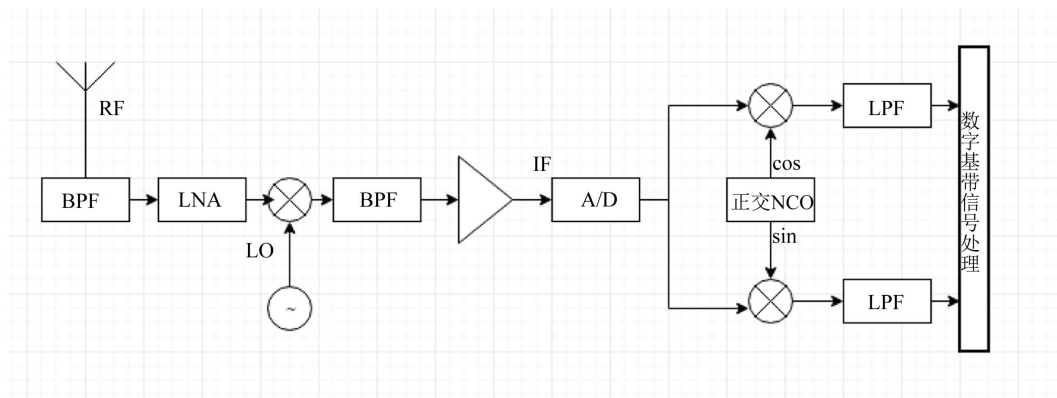 RF
BPF
LNA
LO
~
BPF
IF
A/D
cos
正交NCO
sin
LPF
LPF
数字基带信号处理